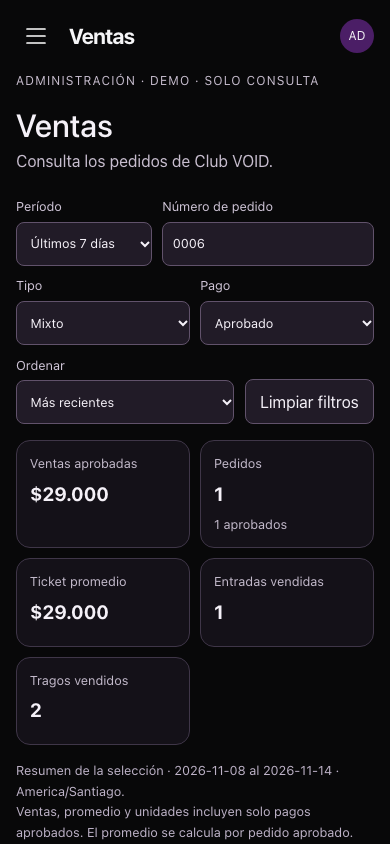 Ventas
AD
ADMINISTRACIÓN · DEMO · SOLO CONSULTA
Ventas
Consulta los pedidos de Club VOID.
Período
Número de pedido
Últimos 7 días
0006
Tipo
Pago
Mixto
Aprobado
Ordenar
Más recientes
Limpiar filtros
Ventas aprobadas
$29.000
Pedidos
1
1 aprobados
Ticket promedio
$29.000
Entradas vendidas
1
Tragos vendidos
2
Resumen de la selección · 2026-11-08 al 2026-11-14 ·
America/Santiago.
Ventas, promedio y unidades incluyen solo pagos
aprobados. El promedio se calcula por pedido aprobado.